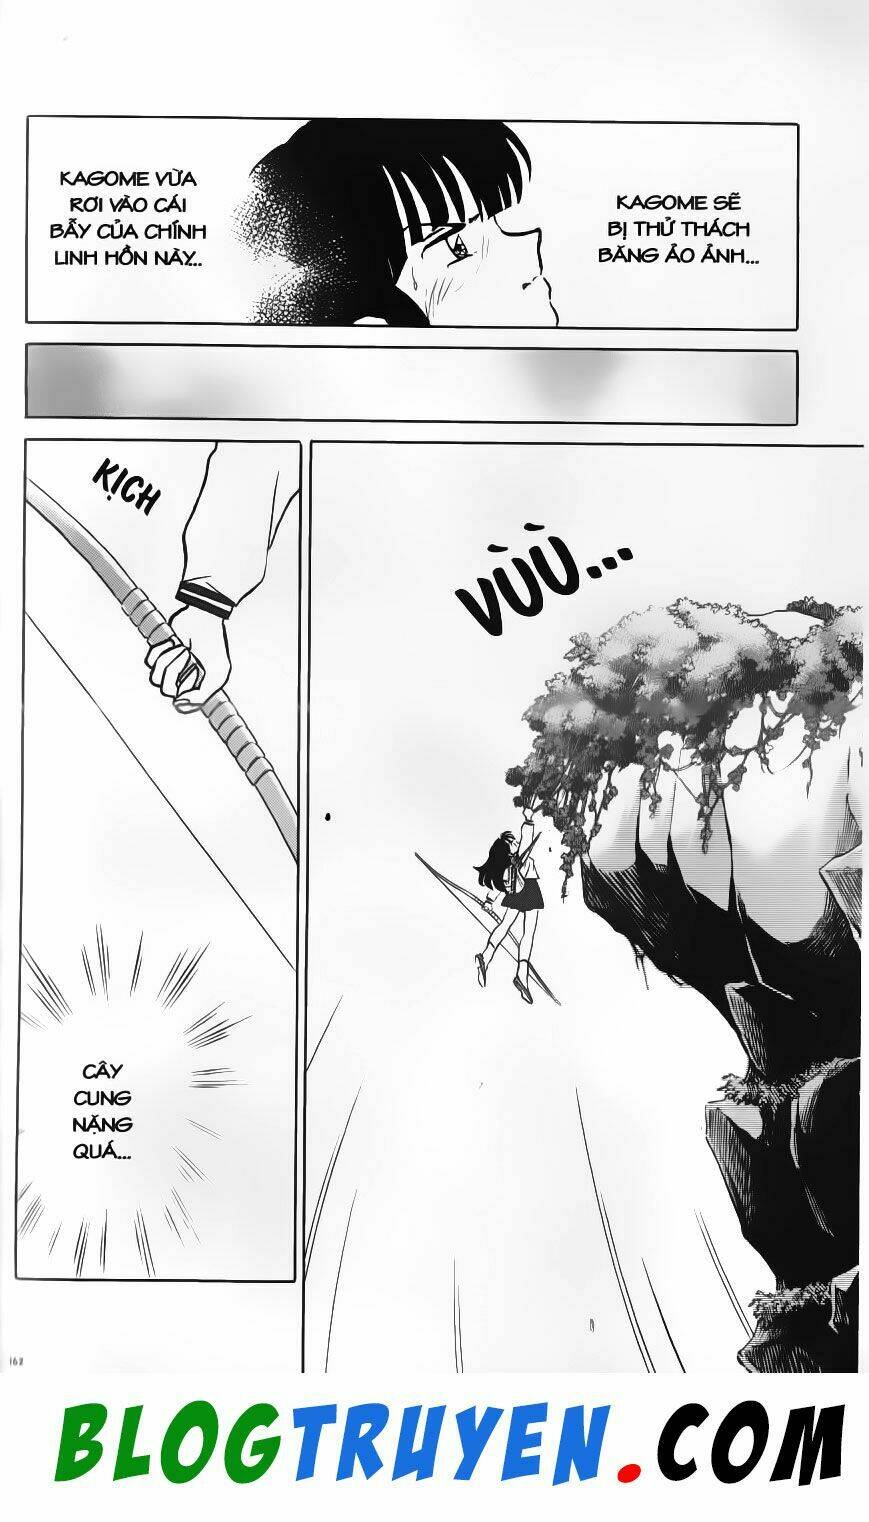 KAGOME VỪA
RƠI VÀO CÁI
BẪY CỦA CHÍNH
LINH HỒN NÀY...
KAGOME SẼ
BỊ THỬ THÁCH
BẰNG ẢO ẢNH...
KỊCH
VÙÙ...
CÂY
CUNG
NẶNG
QUÁ...
162
BLOGTRUYEN.COM